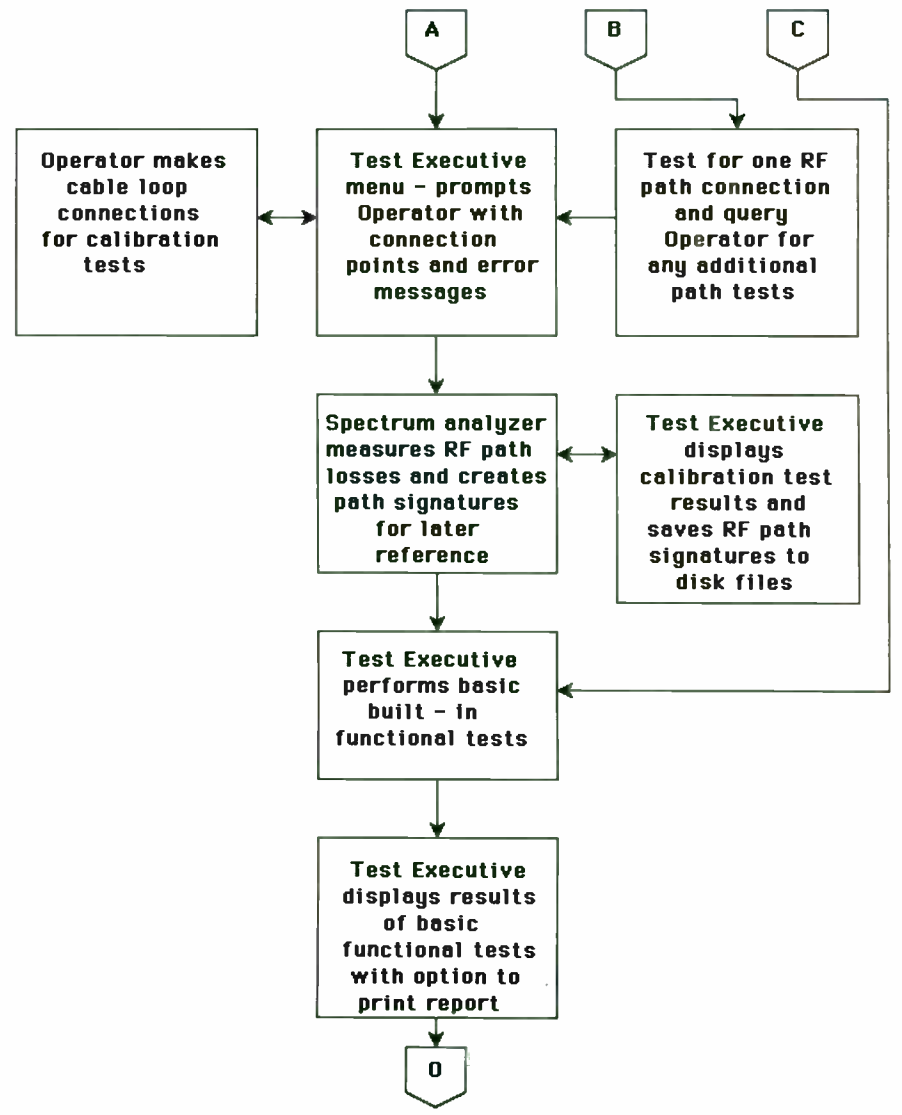 A
B
C
Operator makes
cable loop
connections
for calibration
tests
Test Executive
menu - prompts
Operator with
connection
points and error
messages
Test for one RF
path connection
and query
Operator for
any additional
path tests
Spectrum analyzer
measures RF path
losses and creates
path signatures
for later
reference
Test Executive
displays
calibration test
results and
saves RF path
signatures to
disk files
Test Executive
performs basic
built - in
functional tests
Test Executive
displays results
of basic
functional tests
with option to
print report
O